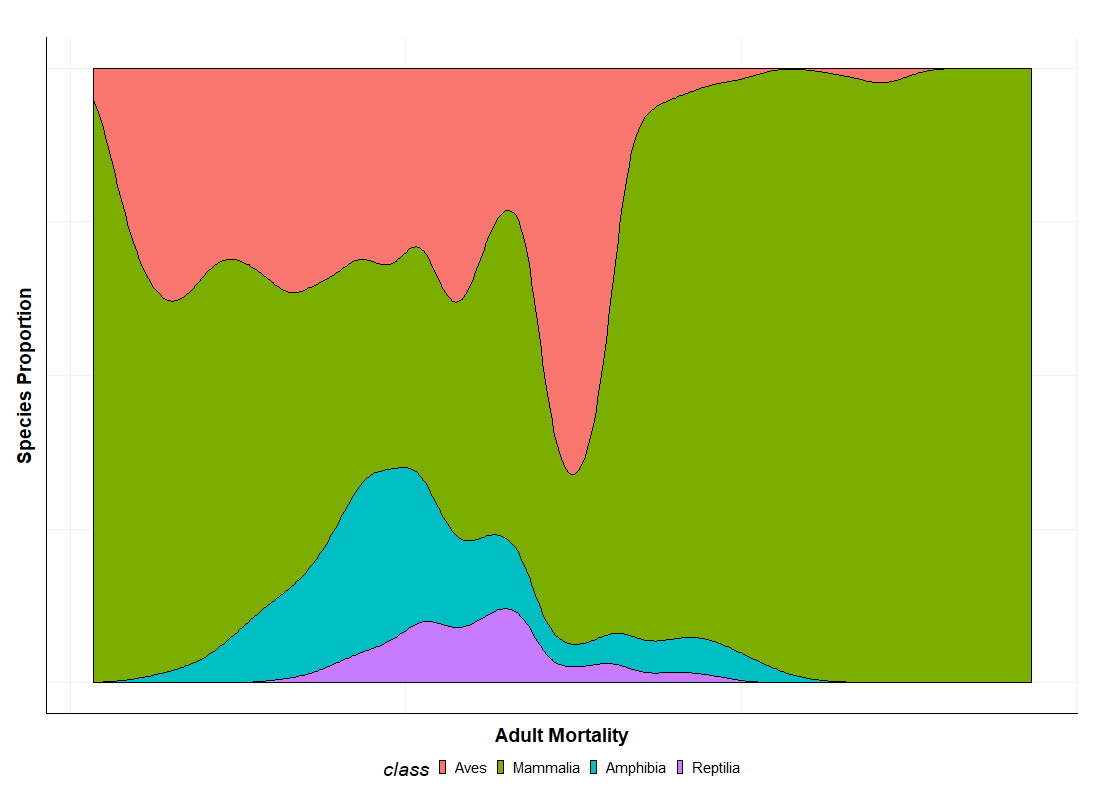 Species Proportion
Adult Mortality
class Aves Mammalia Amphibia Reptilia